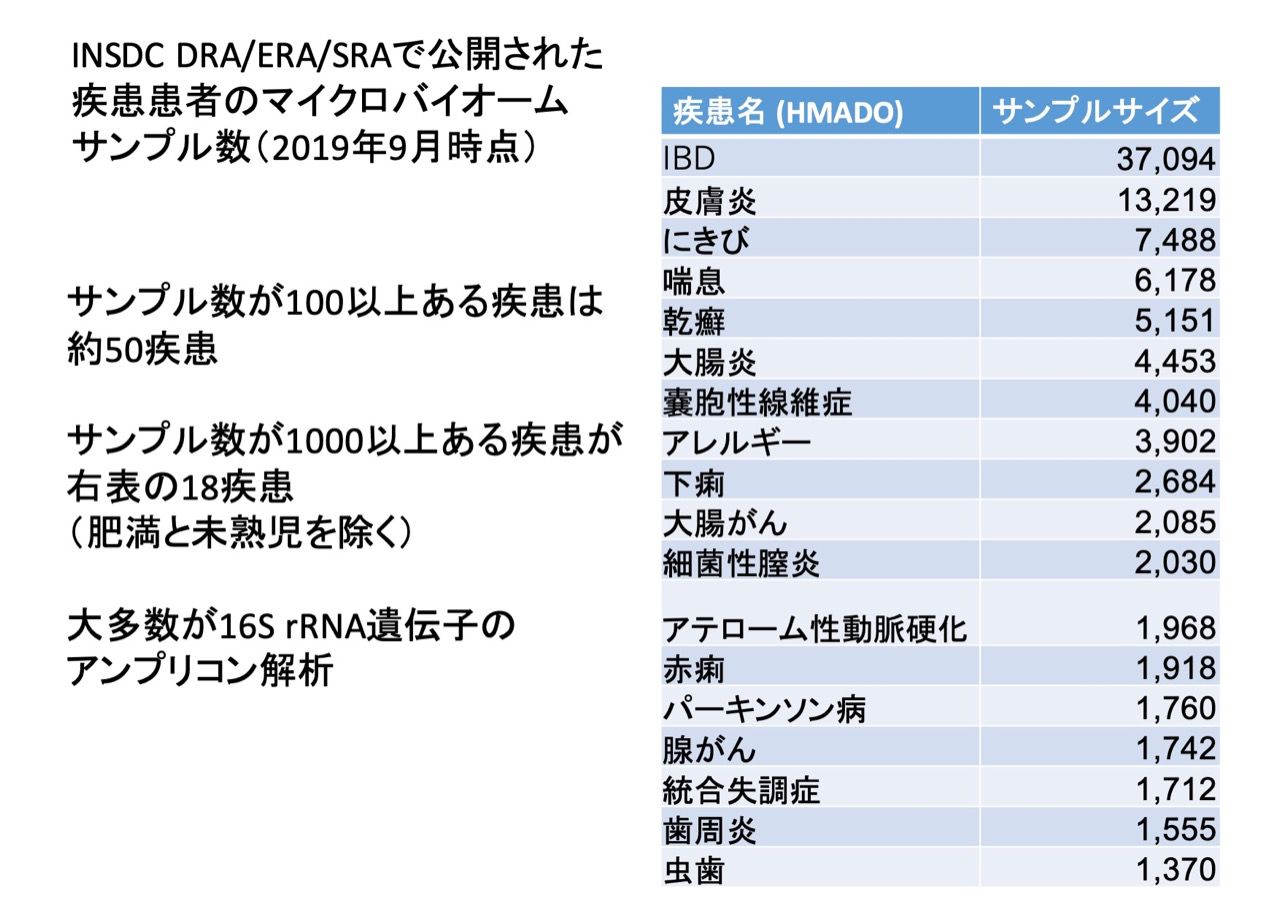 INSDC DRA/ERA/SRAで公開された
疾患患者のマイクロバイオーム
サンプル数（2019年9月時点）
サンプル数が100以上ある疾患は
約50疾患
サンプル数が1000以上ある疾患が
右表の18疾患
（肥満と未熟児を除く）
大多数が16S rRNA遺伝子の
アンプリコン解析
疾患名 (HMADO) サンプルサイズ
IBD 37,094
皮膚炎 13,219
にきび 7,488
喘息 6,178
乾癬 5,151
大腸炎 4,453
嚢胞性線維症 4,040
アレルギー 3,902
下痢 2,684
大腸がん 2,085
細菌性膣炎 2,030
アテローム性動脈硬化 1,968
赤痢 1,918
パーキンソン病 1,760
腺がん 1,742
統合失調症 1,712
歯周炎 1,555
虫歯 1,370